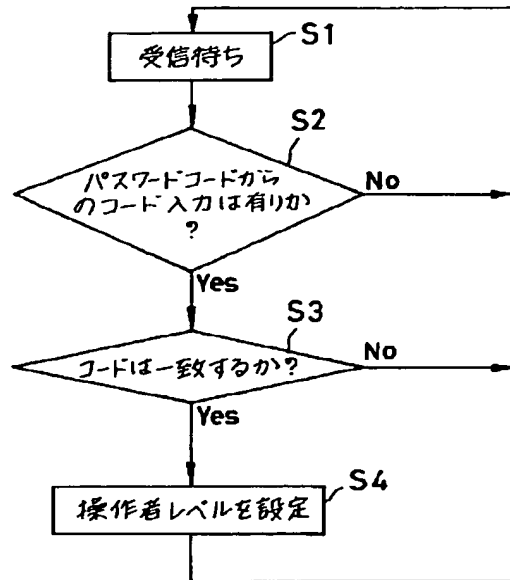 S1
受信待ち
S2
パスワードコードから
のコード入力は有りか
?
No
Yes
S3
コードは一致するか?
No
Yes
S4
操作者レベルを設定